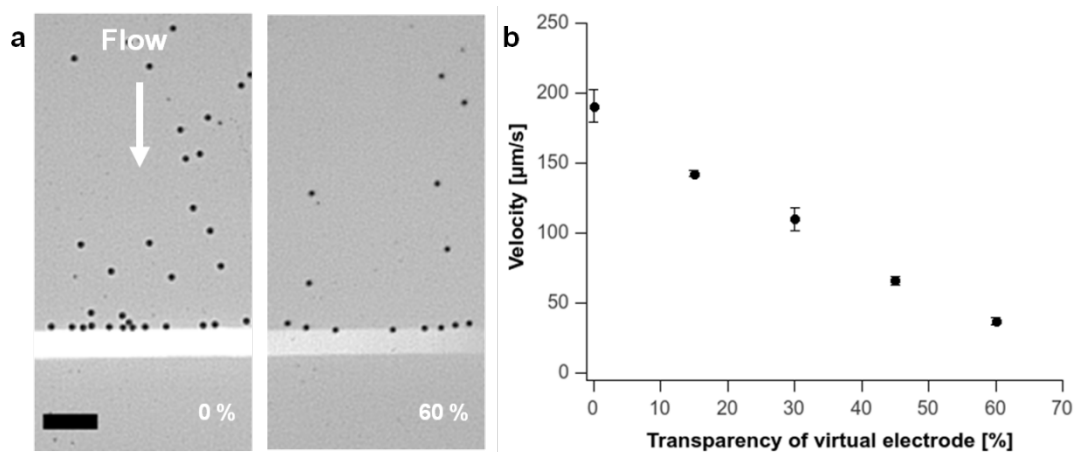 a
Flow
0 %
60 %
b
Velocity [µm/s]
250
200
150
100
50
0
0 10 20 30 40 50 60 70
Transparency of virtual electrode [%]